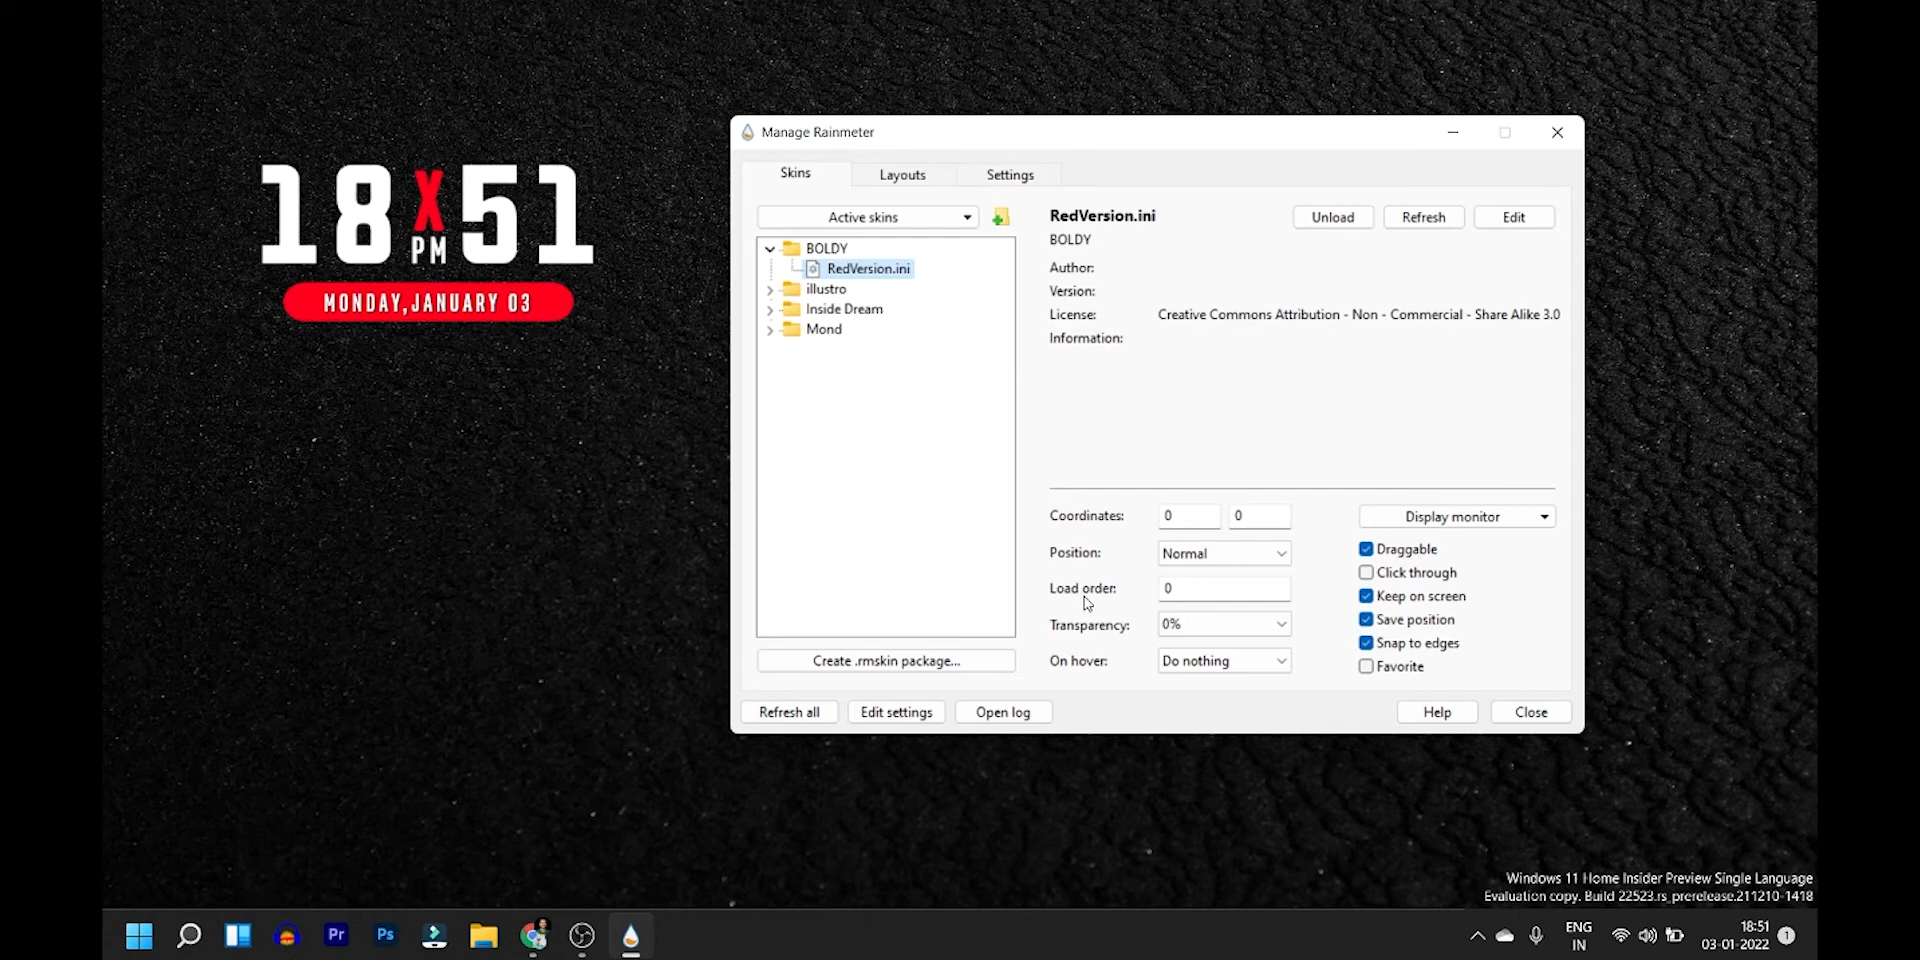 18 X 51
PM
MONDAY,JANUARY 03
Manage Rainmeter
Skins
Layouts
Settings
Active skins
BOLDY
RedVersion.ini
illustro
Inside Dream
Mond
Create .rmskin package...
RedVersion.ini
Unload
Refresh
Edit
BOLDY
Author:
Version:
License: Creative Commons Attribution - Non - Commercial - Share Alike 3.0
Information:
Coordinates: 0 0
Display monitor
Position: Normal
Load order: 0
Transparency: 0%
On hover: Do nothing
Draggable
Click through
Keep on screen
Save position
Snap to edges
Favorite
Refresh all
Edit settings
Open log
Help
Close
Windows 11 Home Insider Preview Single Language
Evaluation copy. Build 22523.rs_prerelease.211210-1418
Pr
Ps
ENG
IN
18:51
03-01-2022
1